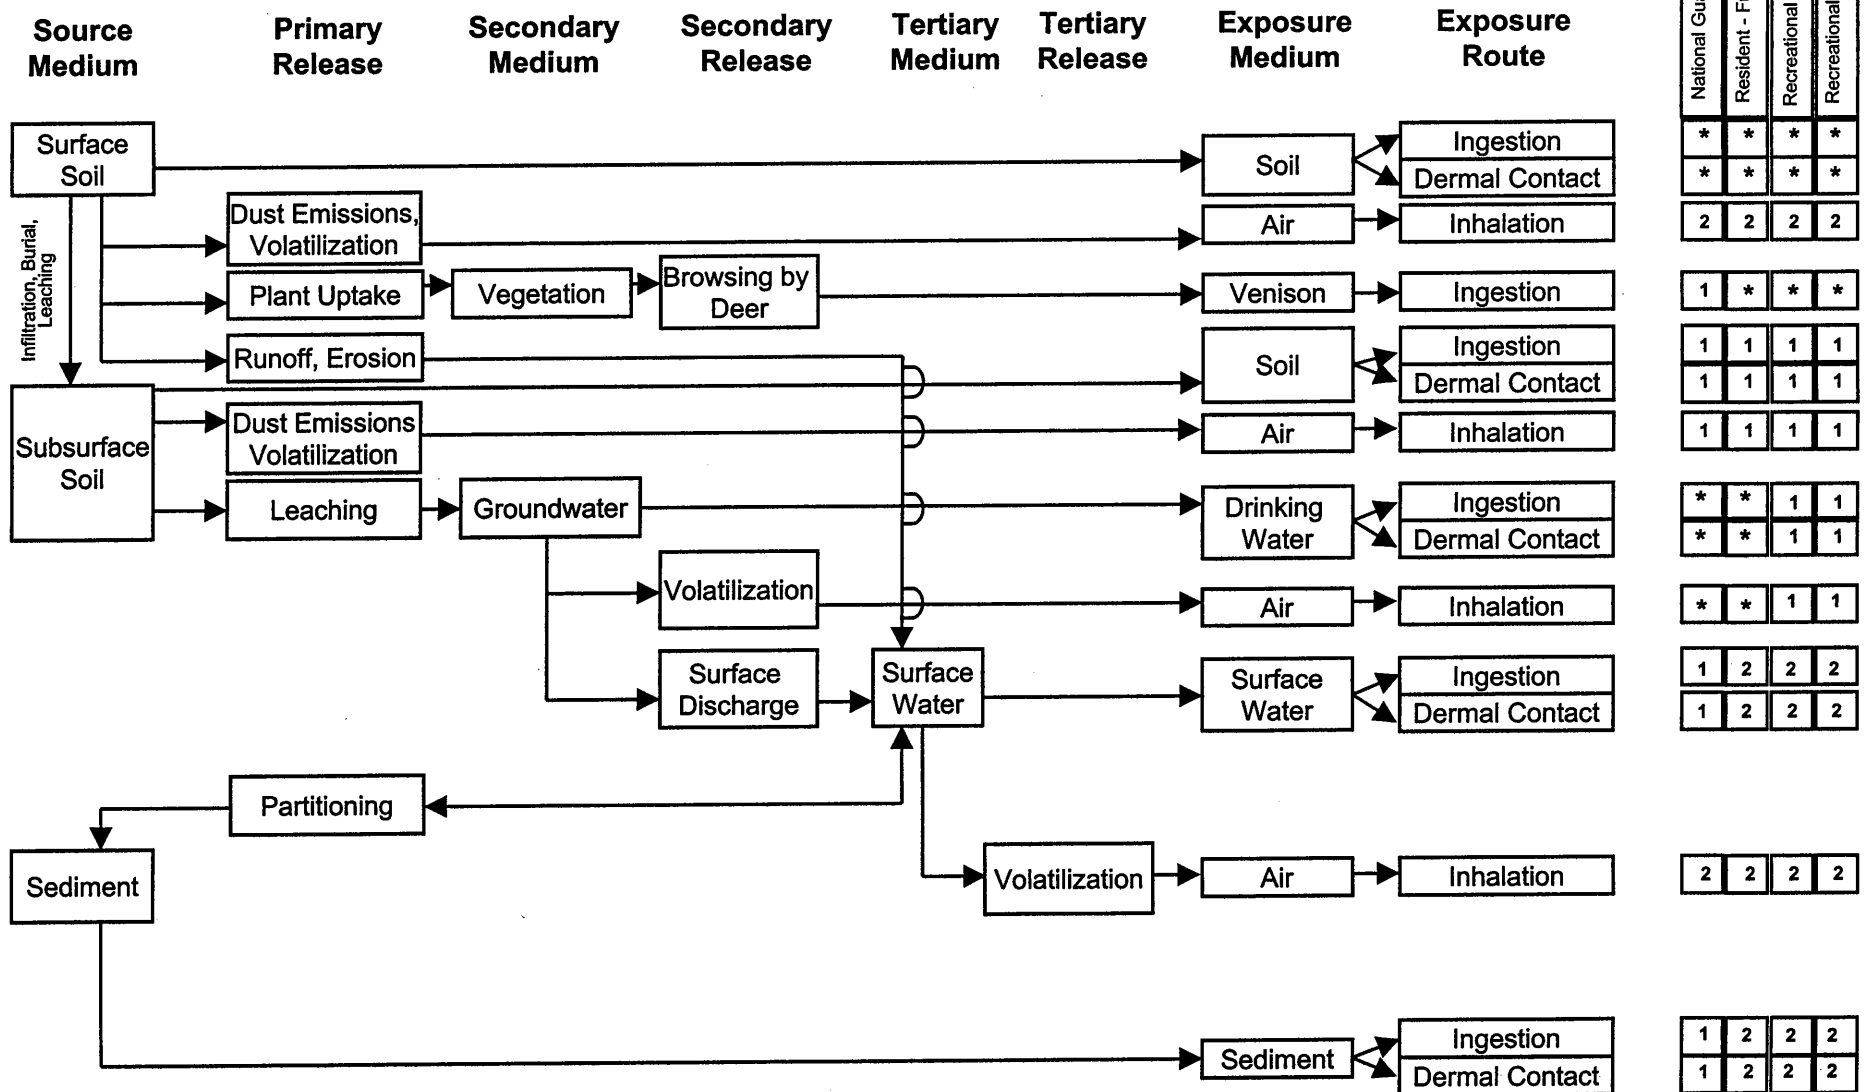 Source Medium
Primary Release
Secondary Medium
Secondary Release
Tertiary Medium
Tertiary Release
Exposure Medium
Exposure Route
National
Resident -
Recreational
Recreational
Surface Soil
Soil
Ingestion
* * * *
Dermal Contact
* * * *
Infiltration, Burial,
Leaching
Dust Emissions,
Volatilization
Air
Inhalation
2 2 2 2
Plant Uptake
Vegetation
Browsing by
Deer
Venison
Ingestion
1 * * *
Runoff, Erosion
Soil
Ingestion
1 1 1 1
Dermal Contact
1 1 1 1
Subsurface
Soil
Dust Emissions
Volatilization
Air
Inhalation
1 1 1 1
Leaching
Groundwater
Drinking
Water
Ingestion
* * 1 1
Dermal Contact
* * 1 1
Volatilization
Air
Inhalation
* * 1 1
Surface
Discharge
Surface
Water
Surface
Water
Ingestion
1 2 2 2
Dermal Contact
1 2 2 2
Partitioning
Sediment
Volatilization
Air
Inhalation
2 2 2 2
Sediment
Ingestion
1 2 2 2
Dermal Contact
1 2 2 2